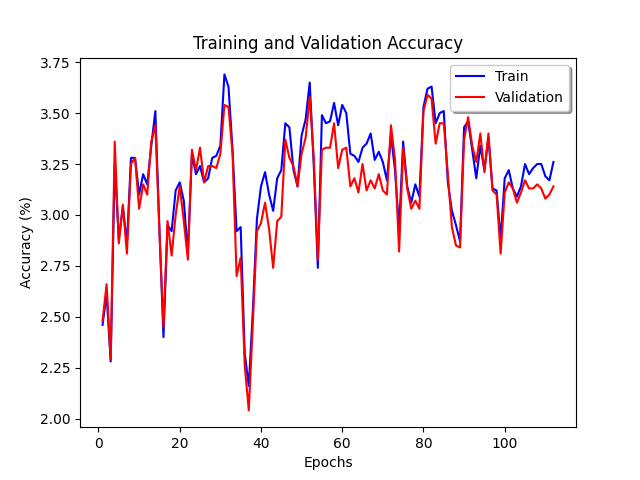 Training and Validation Accuracy
Train
Validation
3.75
3.50
3.25
3.00
2.75
2.50
2.25
2.00
Accuracy (%)
0 20 40 60 80 100
Epochs